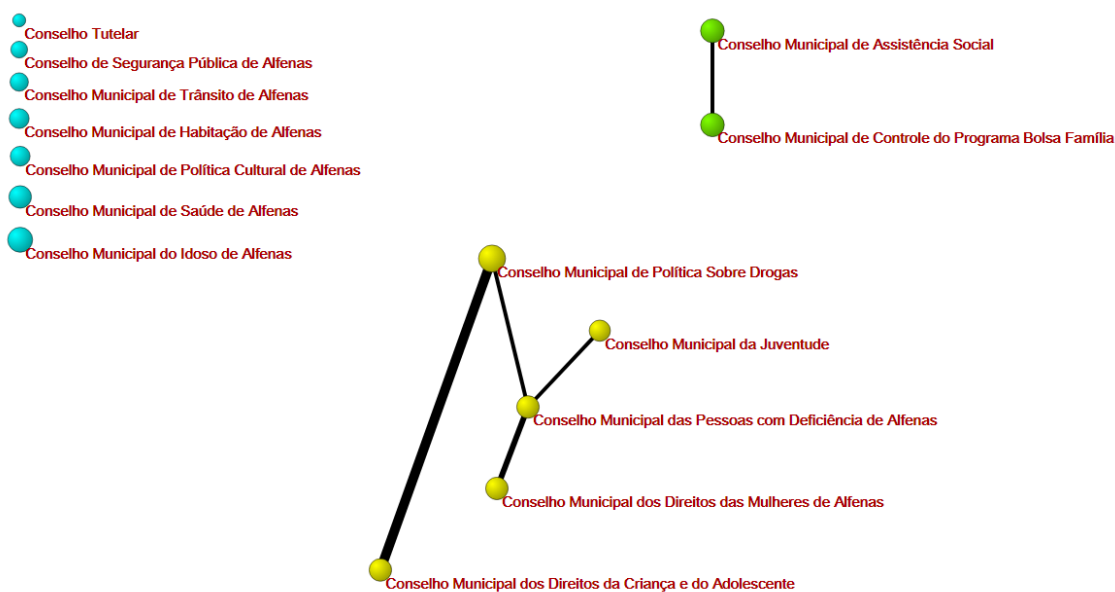 Conselho Tutelar
Conselho de Segurança Pública de Alfenas
Conselho Municipal de Trânsito de Alfenas
Conselho Municipal de Habitação de Alfenas
Conselho Municipal de Política Cultural de Alfenas
Conselho Municipal de Saúde de Alfenas
Conselho Municipal do Idoso de Alfenas
Conselho Municipal de Assistência Social
Conselho Municipal de Controle do Programa Bolsa Família
Conselho Municipal de Política Sobre Drogas
Conselho Municipal da Juventude
Conselho Municipal das Pessoas com Deficiência de Alfenas
Conselho Municipal dos Direitos das Mulheres de Alfenas
Conselho Municipal dos Direitos da Criança e do Adolescente